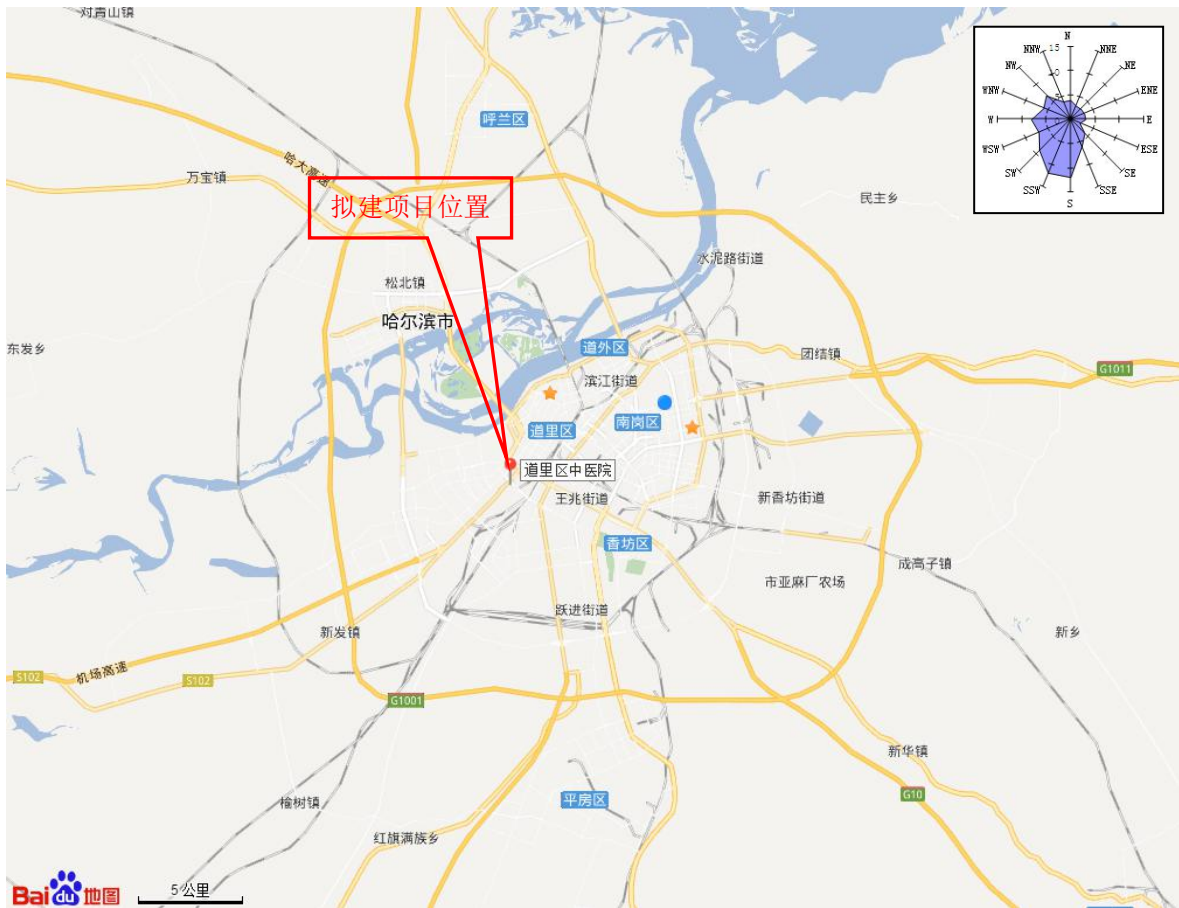 对青山镇
N
NNW
15
NNE
NW
10
NE
WNW
5
ENE
W
0
E
WSW
ESE
SW
SE
SSW
SSE
S
呼兰区
哈大高速
万宝镇
民主乡
拟建项目位置
水泥路街道
松北镇
哈尔滨市
东发乡
道外区
团结镇
G1011
滨江街道
道里区
南岗区
道里区中医院
王兆街道
新香坊街道
香坊区
成高子镇
市亚麻厂农场
跃进街道
新发镇
新乡
机场高速
S102
S102
G1001
新华镇
平房区
G10
榆树镇
红旗满族乡
Bai du 地图
5 公里